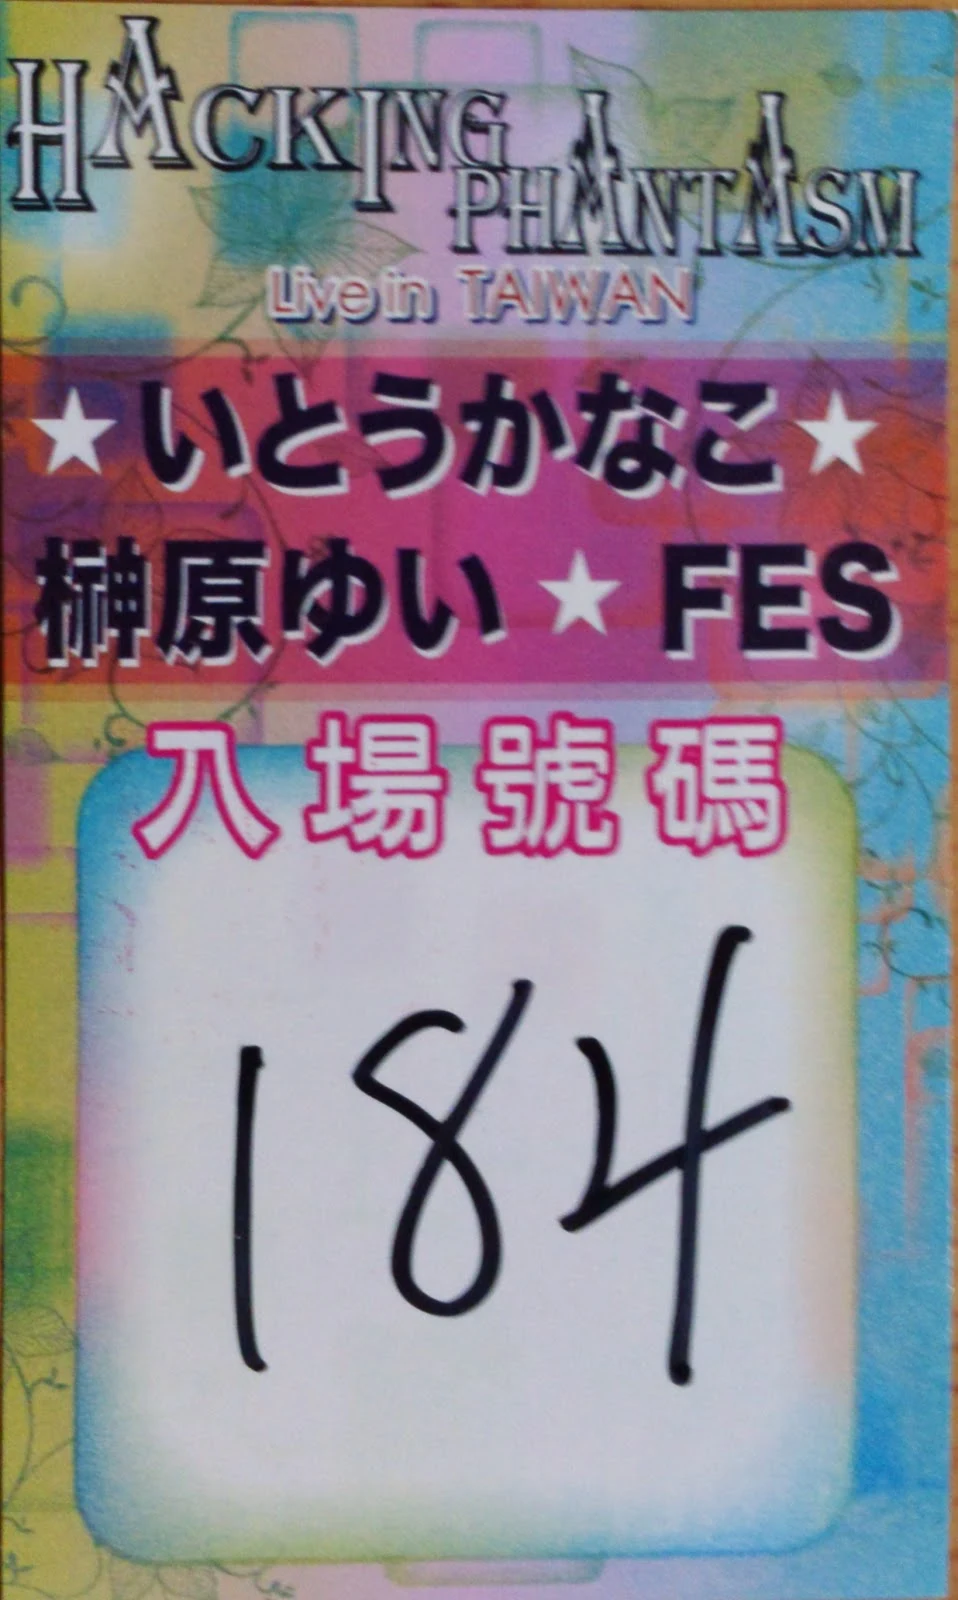 HACKING
PHANTASM
Live in TAIWAN
★いとうかなこ★
榊原ゆい★FES
入場號碼
184